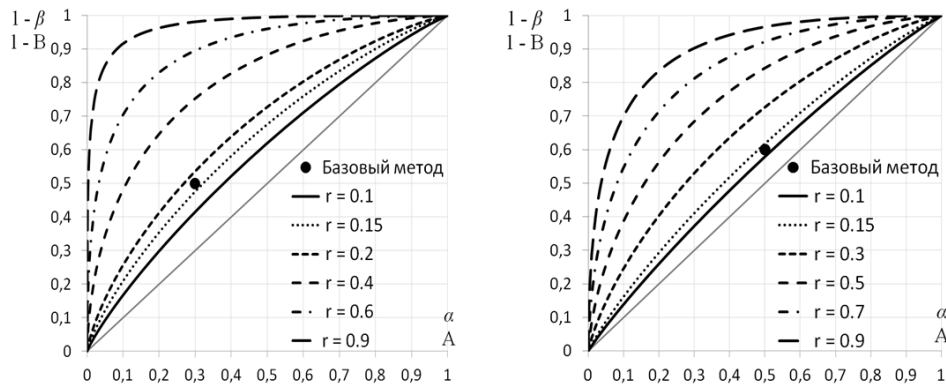 1 - β
1 - B
1
0,9
0,8
0,7
0,6
0,5
0,4
0,3
0,2
0,1
0
0 0,1 0,2 0,3 0,4 0,5 0,6 0,7 0,8 0,9 1
α
A
Базовый метод
r = 0.1
r = 0.15
r = 0.2
r = 0.4
r = 0.6
r = 0.9
1 - β
1 - B
1
0,9
0,8
0,7
0,6
0,5
0,4
0,3
0,2
0,1
0
0 0,1 0,2 0,3 0,4 0,5 0,6 0,7 0,8 0,9 1
α
A
Базовый метод
r = 0.1
r = 0.15
r = 0.3
r = 0.5
r = 0.7
r = 0.9